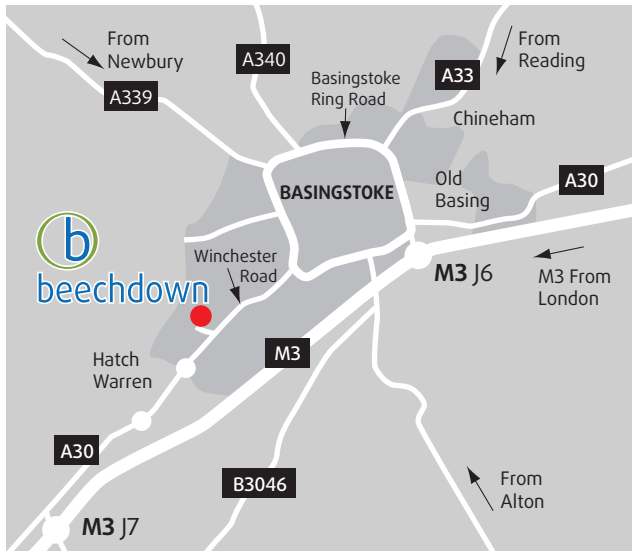 From
Newbury
A339
A340
Basingstoke
Ring Road
A33
From
Reading
Chineham
BASINGSTOKE
Old
Basing
A30
b
beechdown
Winchester
Road
M3 J6
M3 From
London
M3
Hatch
Warren
A30
B3046
From
Alton
M3 J7